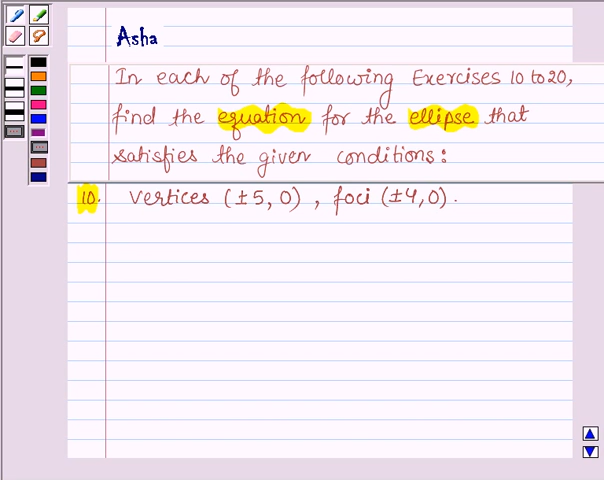 Asha
In each of the following Exercises 10 to 20,
find the equation for the ellipse that
satisfies the given conditions:
10. Vertices (±5, 0) , foci (±4, 0).